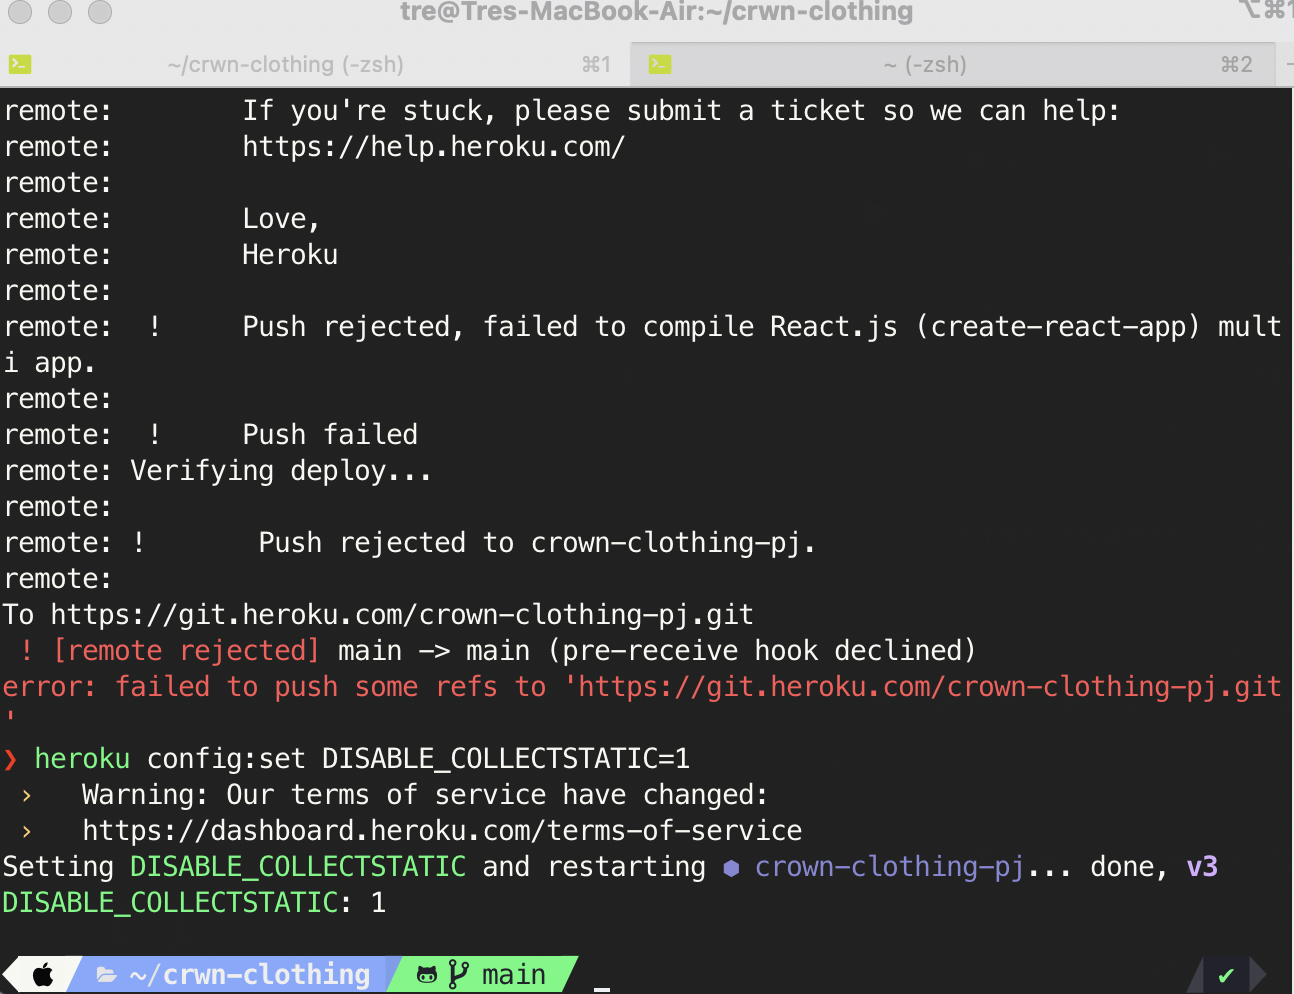 tre@Tres-MacBook-Air:~/crwn-clothing ⌥⌘1
~/crwn-clothing (-zsh) ⌘1 ~ (-zsh) ⌘2
remote:        If you're stuck, please submit a ticket so we can help:
remote:        https://help.heroku.com/
remote:
remote:        Love,
remote:        Heroku
remote:
remote:  !     Push rejected, failed to compile React.js (create-react-app) mult
i app.
remote:
remote:  !     Push failed
remote: Verifying deploy...
remote:
remote: !       Push rejected to crown-clothing-pj.
remote:
To https://git.heroku.com/crown-clothing-pj.git
 ! [remote rejected] main -> main (pre-receive hook declined)
error: failed to push some refs to 'https://git.heroku.com/crown-clothing-pj.git
'
❯ heroku config:set DISABLE_COLLECTSTATIC=1
 ›   Warning: Our terms of service have changed:
 ›   https://dashboard.heroku.com/terms-of-service
Setting DISABLE_COLLECTSTATIC and restarting ⬢ crown-clothing-pj... done, v3
DISABLE_COLLECTSTATIC: 1
~/crwn-clothing main ✔